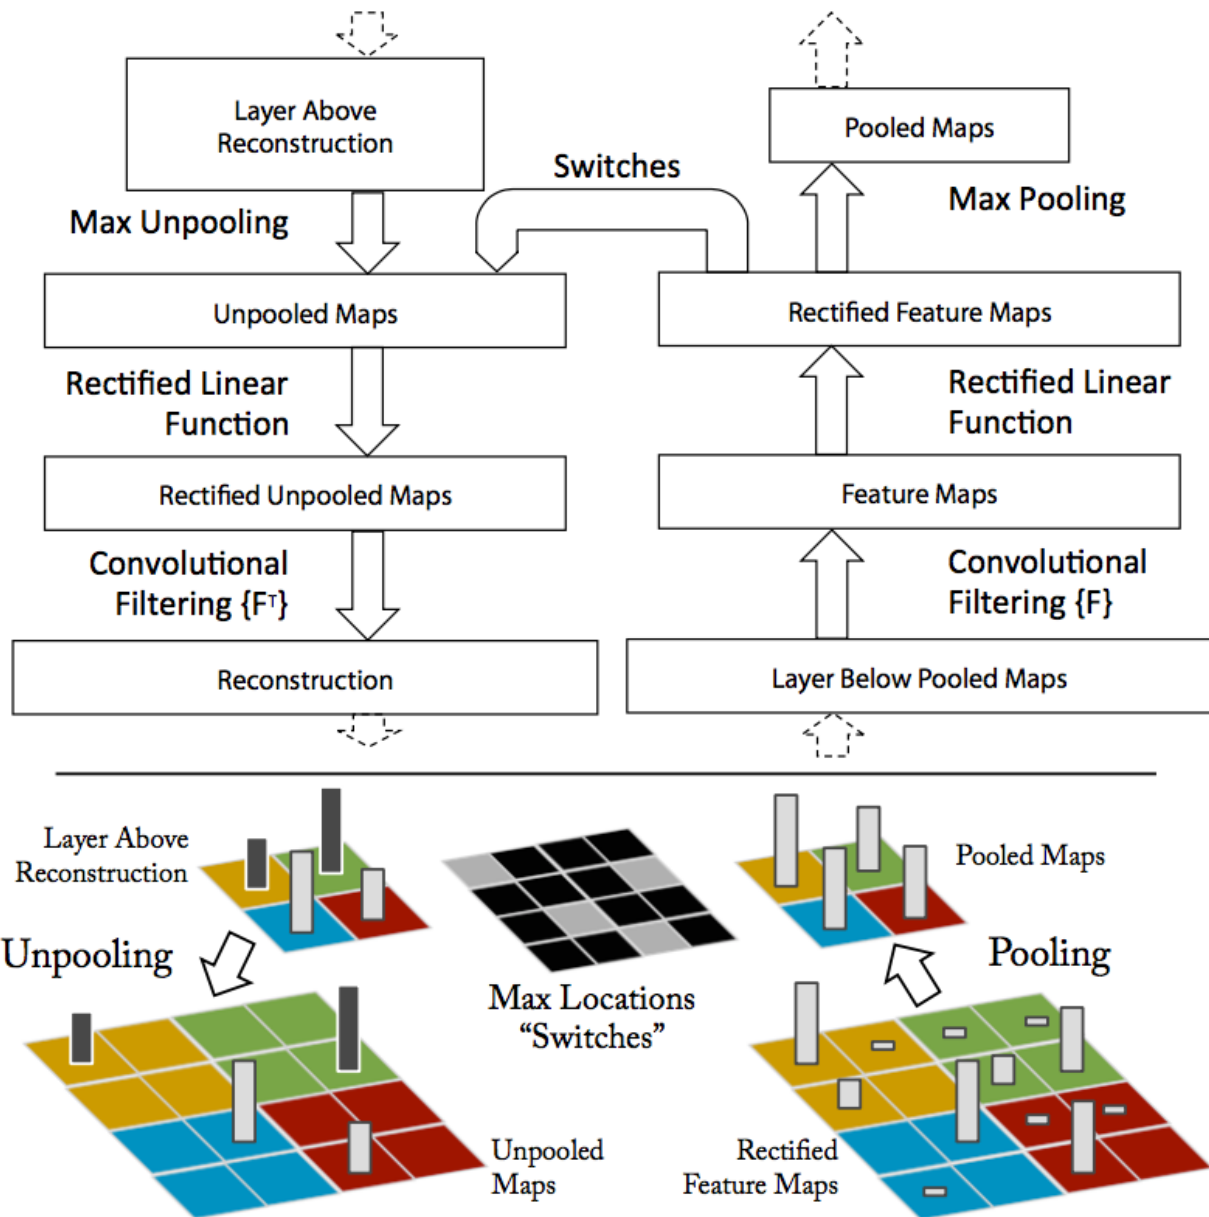 Layer Above
Reconstruction
Pooled Maps
Switches
Max Unpooling
Max Pooling
Unpooled Maps
Rectified Feature Maps
Rectified Linear
Function
Rectified Linear
Function
Rectified Unpooled Maps
Feature Maps
Convolutional
Filtering {Fᵀ}
Convolutional
Filtering {F}
Reconstruction
Layer Below Pooled Maps
Layer Above
Reconstruction
Pooled Maps
Unpooling
Pooling
Max Locations
“Switches”
Unpooled
Maps
Rectified
Feature Maps